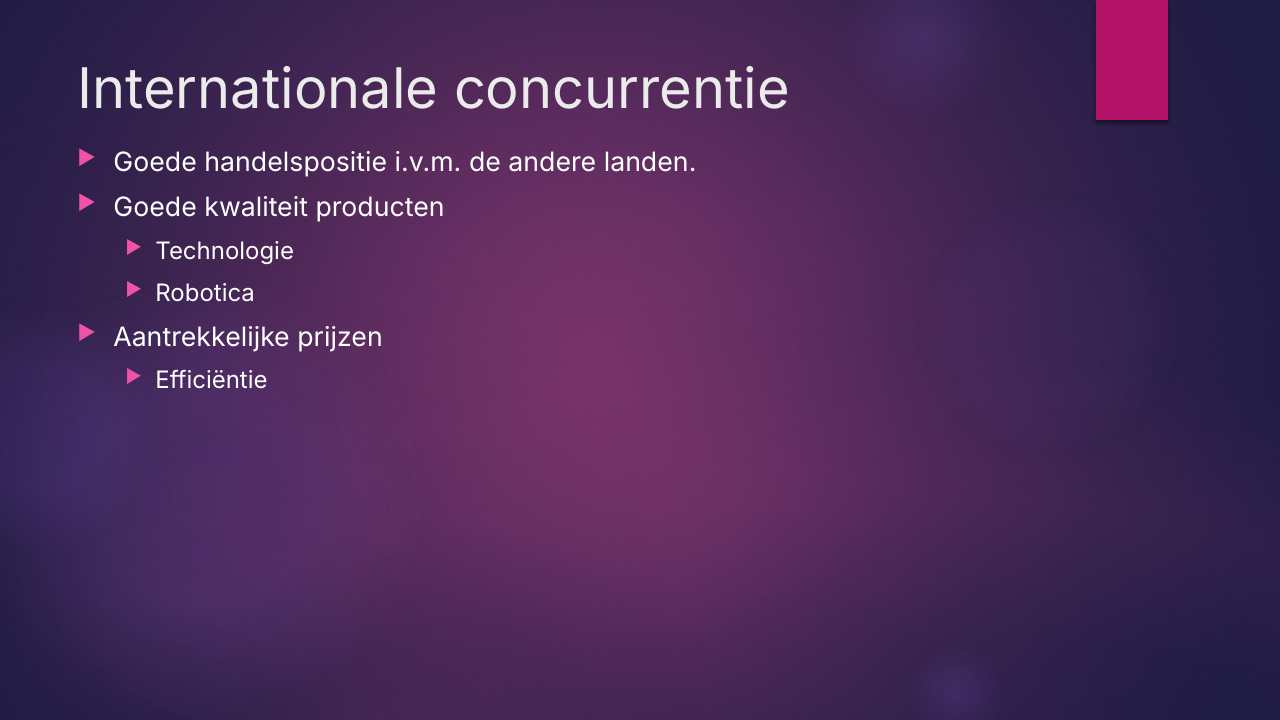 Internationale concurrentie
Goede handelspositie i.v.m. de andere landen.
Goede kwaliteit producten
Technologie
Robotica
Aantrekkelijke prijzen
Efficiëntie